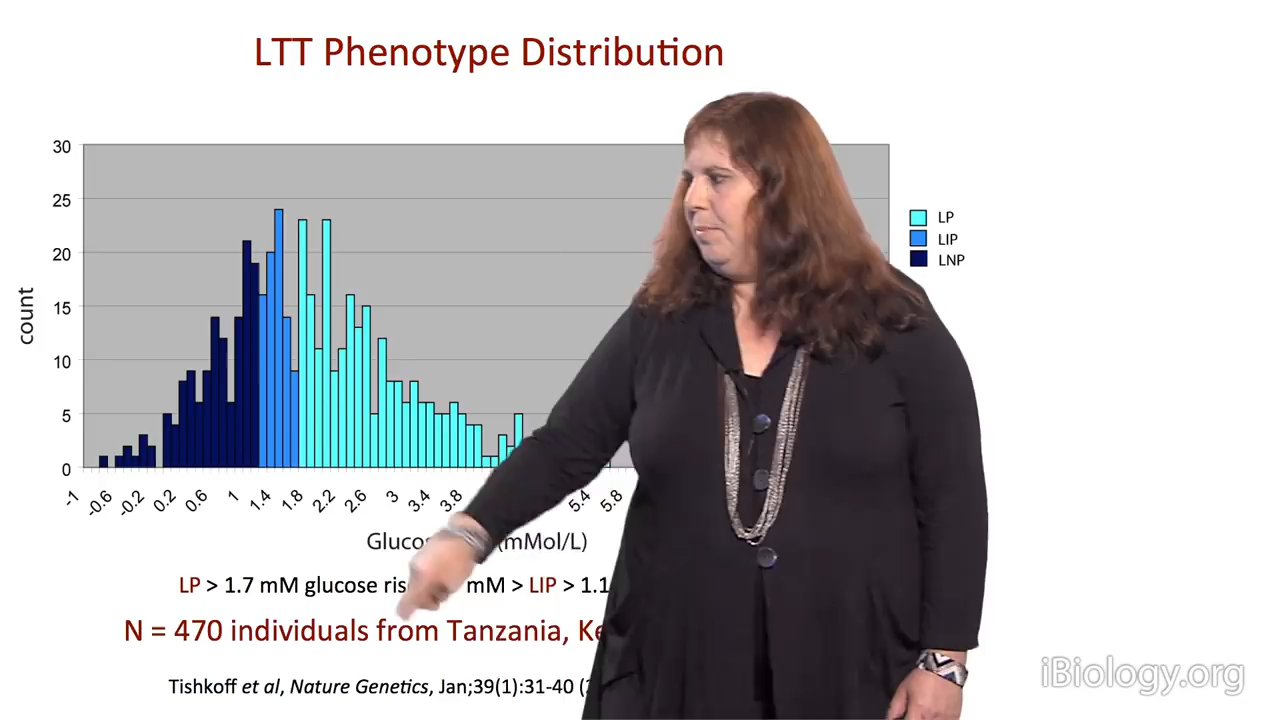 LTT Phenotype Distribution
30
25
20
15
10
5
0
count
LP
LIP
LNP
-1 -0.6 -0.2 0.2 0.6 1 1.4 1.8 2.2 2.6 3 3.4 3.8 5.4 5.8
(mMol/L)
LP > 1.7 mM glucose mM > LIP > 1.1
N = 470 individuals from Tanzania,
Tishkoff et al, Nature Genetics, Jan;39(1):31-40
iBiology.org